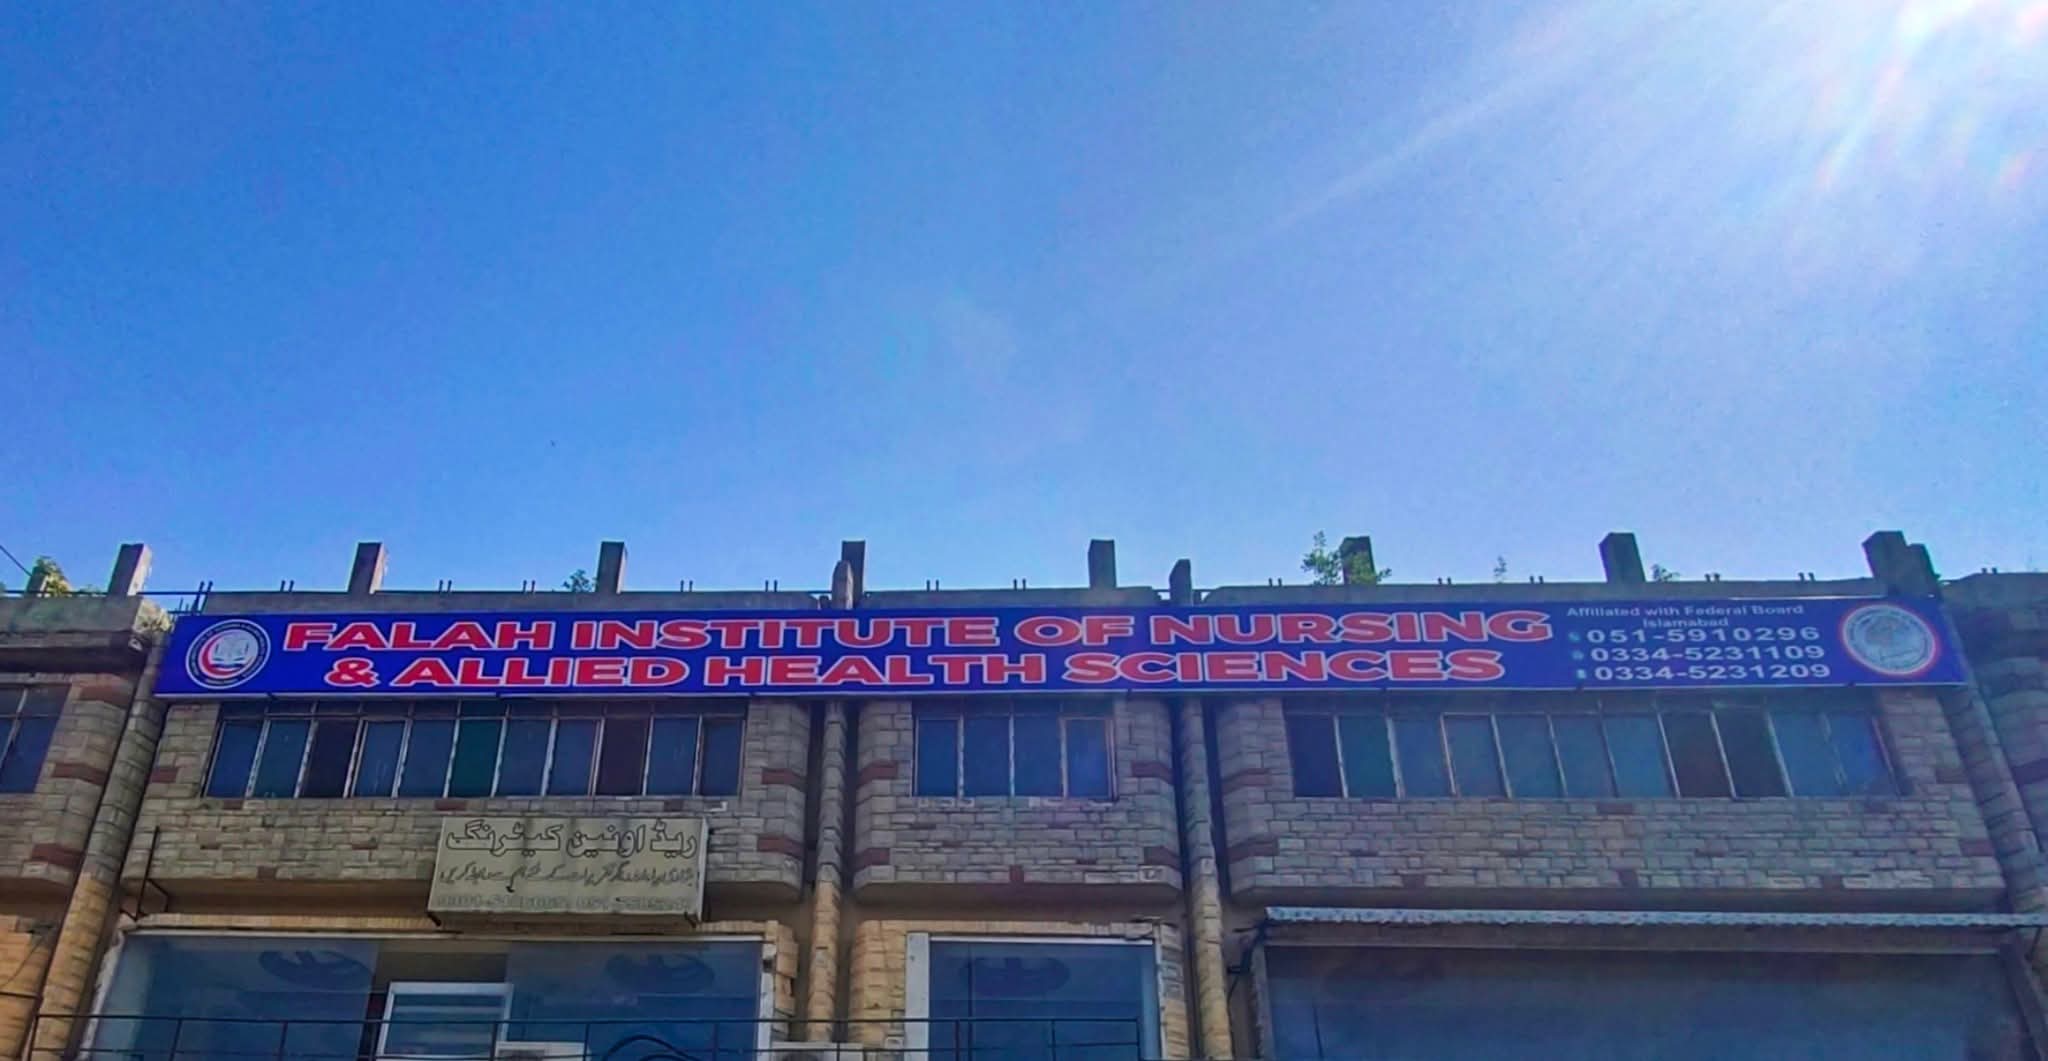 FALAH INSTITUTE OF NURSING
& ALLIED HEALTH SCIENCES
Affiliated with Federal Board
Islamabad
051-5910296
0334-5231109
0334-5231209
ریڈ اونین کیٹرنگ